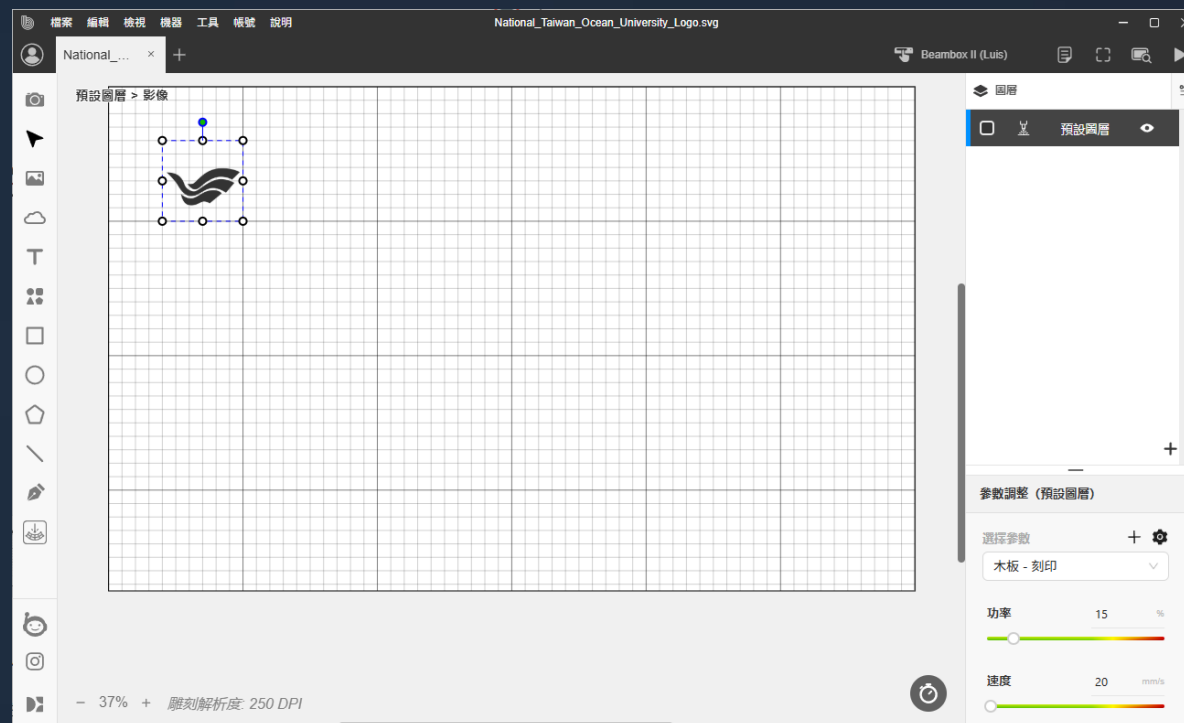 檔案 編輯 檢視 機器 工具 帳號 說明 National_Taiwan_Ocean_University_Logo.svg
National_... × + Beambox II (Luis)
預設圖層 > 影像
圖層
預設圖層
參數調整（預設圖層）
選擇參數
木板 - 刻印
功率 15 %
速度 20 mm/s
− 37% + 雕刻解析度: 250 DPI